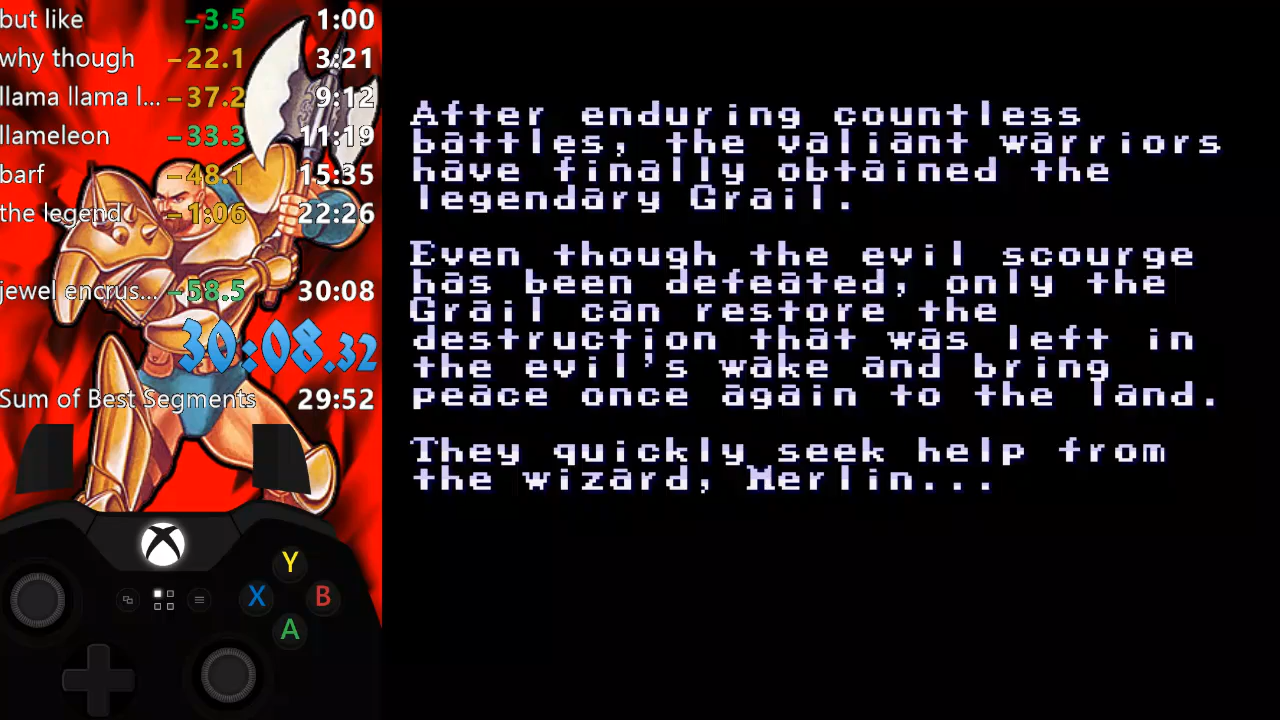 but like −3.5 1:00
why though −22.1 3:21
llama llama l... −37.2 9:12
llameleon −33.3 11:19
barf −48.1 15:35
the legend −1:06 22:26
jewel encrus... −58.5 30:08
30:08.32
Sum of Best Segments 29:52
Y
X B
A
After enduring countless
battles, the valiant warriors
have finally obtained the
legendary Grail.
Even though the evil scourge
has been defeated, only the
Grail can restore the
destruction that was left in
the evil's wake and bring
peace once again to the land.
They quickly seek help from
the wizard, Merlin...